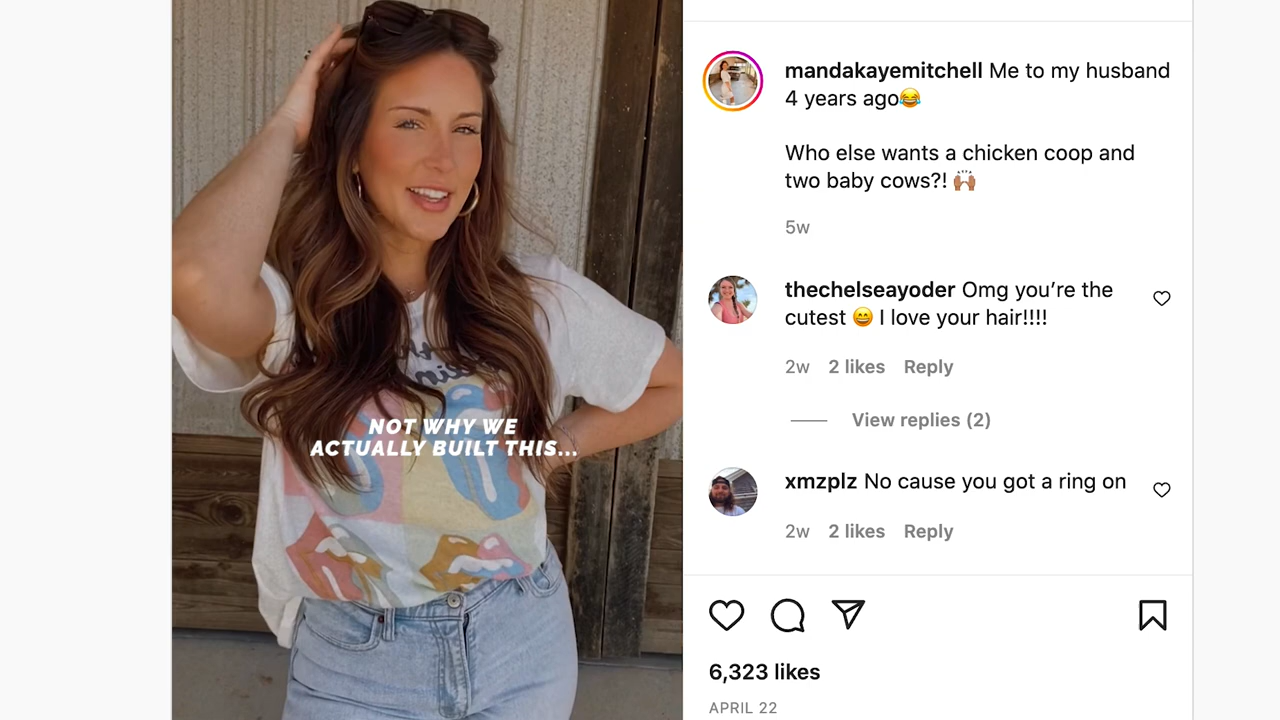 NOT WHY WE
ACTUALLY BUILT THIS...
mandakayemitchell Me to my husband
4 years ago😂
Who else wants a chicken coop and
two baby cows?! 🙌🏽
5w
thechelseayoder Omg you’re the
cutest 😄 I love your hair!!!!
2w 2 likes Reply
View replies (2)
xmzplz No cause you got a ring on
2w 2 likes Reply
6,323 likes
APRIL 22